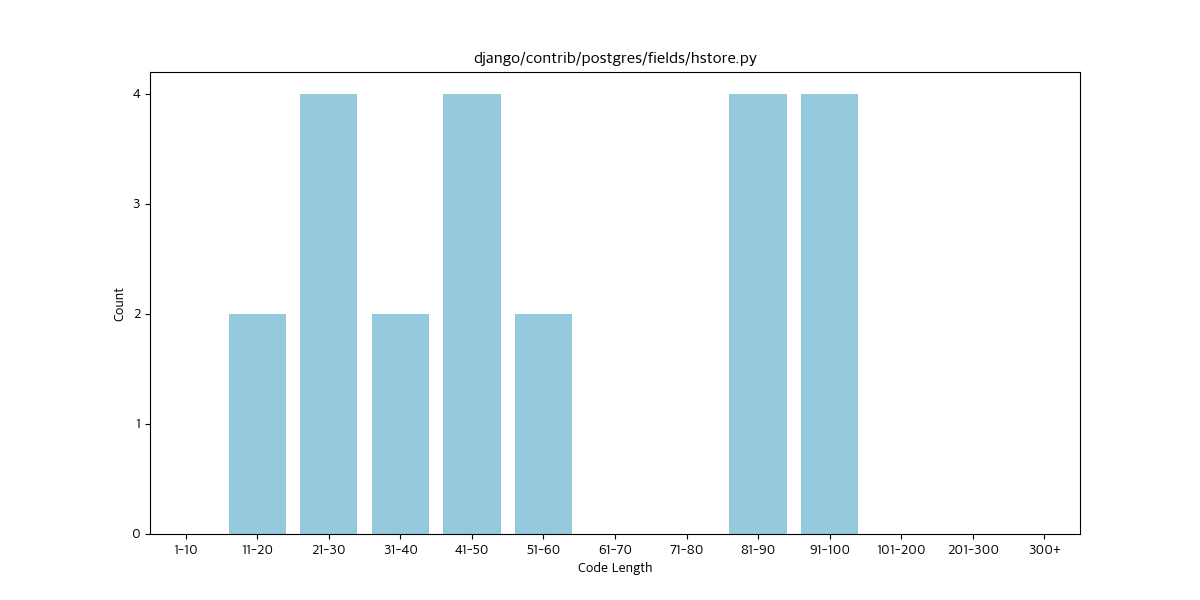 django/contrib/postgres/fields/hstore.py
4
3
2
1
0
Count
1-10 11-20 21-30 31-40 41-50 51-60 61-70 71-80 81-90 91-100 101-200 201-300 300+
Code Length